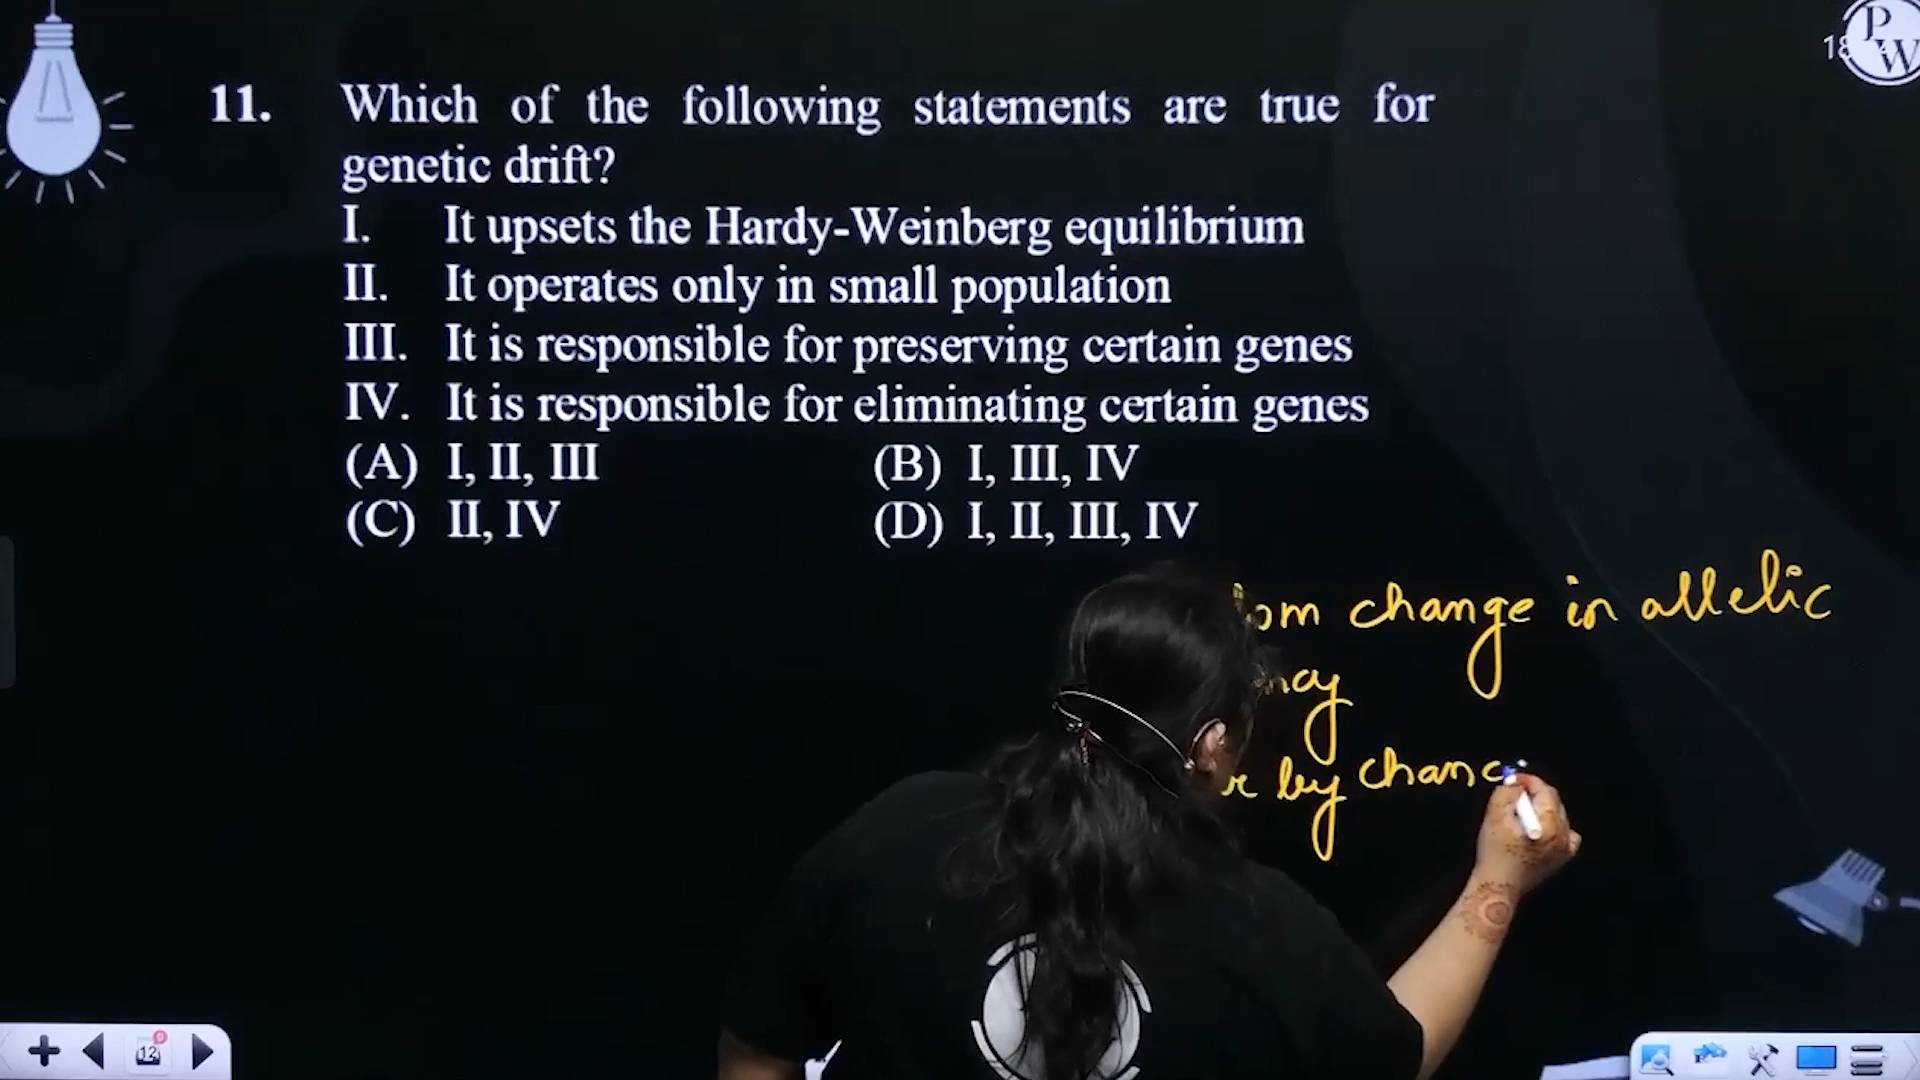 P
W
11. Which of the following statements are true for
genetic drift?
I. It upsets the Hardy-Weinberg equilibrium
II. It operates only in small population
III. It is responsible for preserving certain genes
IV. It is responsible for eliminating certain genes
(A) I, II, III (B) I, III, IV
(C) II, IV (D) I, II, III, IV
change in allelic
by chanc
12